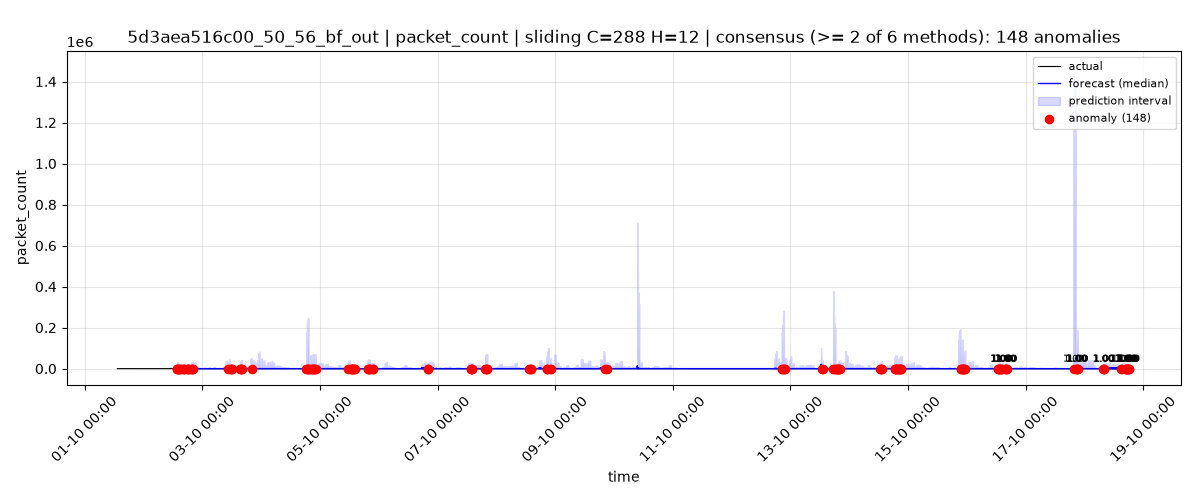 5d3aea516c00_50_56_bf_out | packet_count | sliding C=288 H=12 | consensus (>= 2 of 6 methods): 148 anomalies
1e6
actual
forecast (median)
prediction interval
anomaly (148)
1.4
1.2
1.0
0.8
0.6
0.4
0.2
0.0
packet_count
01-10 00:00
03-10 00:00
05-10 00:00
07-10 00:00
09-10 00:00
11-10 00:00
13-10 00:00
15-10 00:00
17-10 00:00
19-10 00:00
time